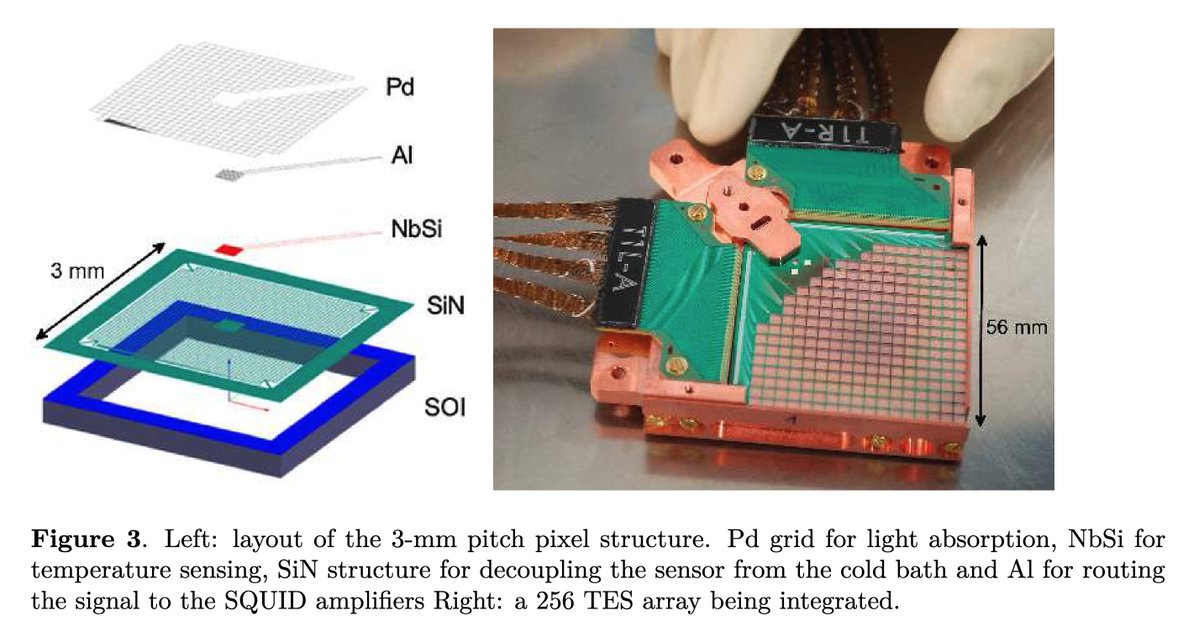 Pd
Al
NbSi
3 mm
SiN
SOI
T1R-A
T1L-A
56 mm
Figure 3. Left: layout of the 3-mm pitch pixel structure. Pd grid for light absorption, NbSi for
temperature sensing, SiN structure for decoupling the sensor from the cold bath and Al for routing
the signal to the SQUID amplifiers Right: a 256 TES array being integrated.